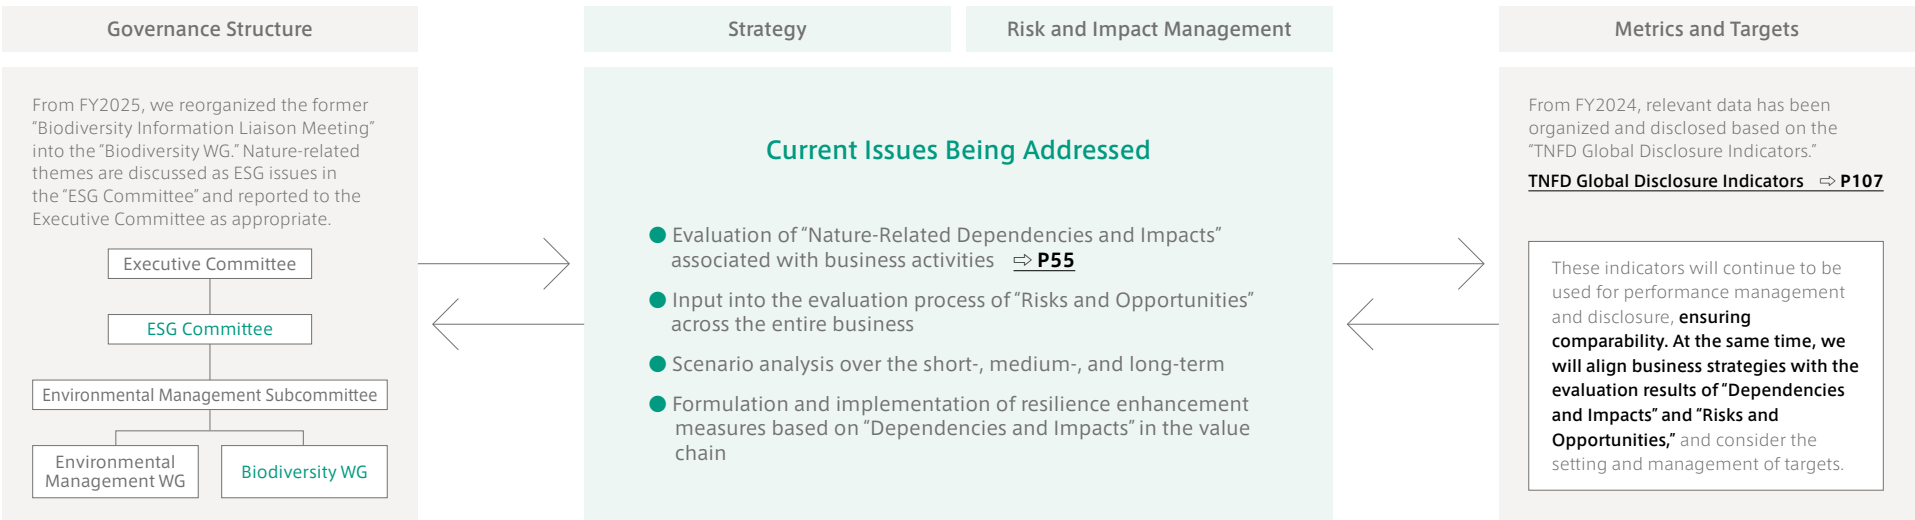 Governance Structure
From FY2025, we reorganized the former
“Biodiversity Information Liaison Meeting”
into the “Biodiversity WG.” Nature-related
themes are discussed as ESG issues in
the “ESG Committee” and reported to the
Executive Committee as appropriate.
Executive Committee
ESG Committee
Environmental Management Subcommittee
Environmental
Management WG
Biodiversity WG
Strategy
Risk and Impact Management
Current Issues Being Addressed
● Evaluation of “Nature-Related Dependencies and Impacts”
associated with business activities ⇨ P55
● Input into the evaluation process of “Risks and Opportunities”
across the entire business
● Scenario analysis over the short-, medium-, and long-term
● Formulation and implementation of resilience enhancement
measures based on “Dependencies and Impacts” in the value
chain
Metrics and Targets
From FY2024, relevant data has been
organized and disclosed based on the
“TNFD Global Disclosure Indicators.”
TNFD Global Disclosure Indicators ⇨ P107
These indicators will continue to be
used for performance management
and disclosure, ensuring
comparability. At the same time, we
will align business strategies with the
evaluation results of “Dependencies
and Impacts” and “Risks and
Opportunities,” and consider the
setting and management of targets.